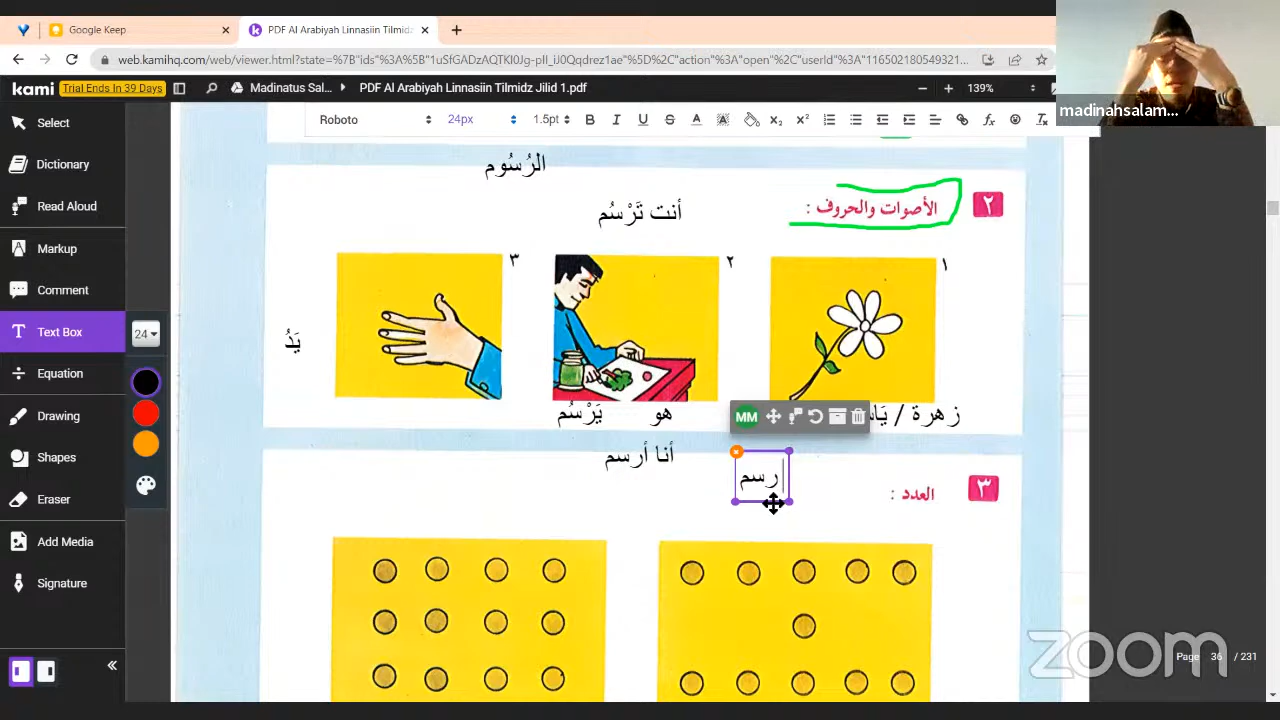 Google Keep
PDF Al Arabiyah Linnasiin Tilmidz
web.kamihq.com/web/viewer.html?state=%7B"ids"%3A%5B"1uSfGADzAQTKI0Jg-pII_iJ0Qqdrez1ae"%5D%2C"action"%3A"open"%2C"userId"%3A"116502180549321...
madinahsalam...
kami
Trial Ends In 39 Days
Madinatus Sal...
PDF Al Arabiyah Linnasiin Tilmidz Jilid 1.pdf
139%
Roboto
24px
1.5pt
Select
Dictionary
Read Aloud
Markup
Comment
Text Box
24
Equation
Drawing
Shapes
Eraser
Add Media
Signature
الرُسُوم
٢
الأصوات والحروف :
أنت تَرْسُم
١
٢
٣
يَدُ
زهرة /
هو
يَرْسُم
MM
أنا أرسم
رسم
٣
العدد :
zoom
Page 36 / 231